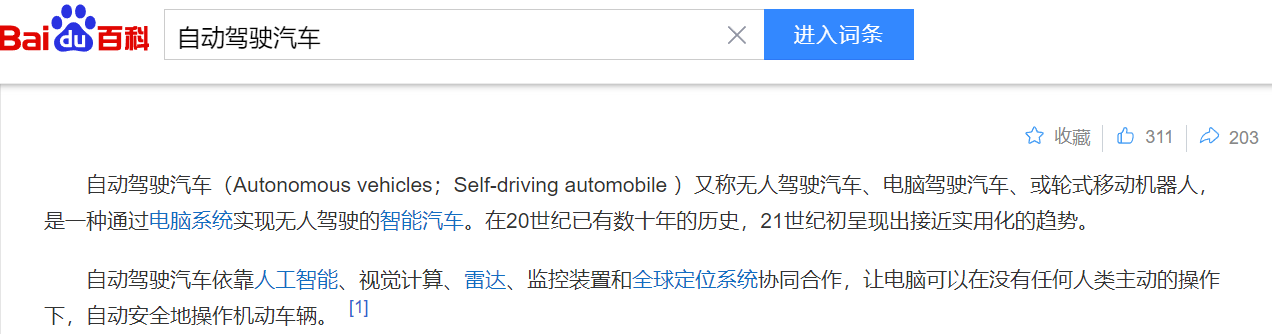 Bai du 百科
自动驾驶汽车
进入词条
收藏 311 203
自动驾驶汽车（Autonomous vehicles；Self-driving automobile ）又称无人驾驶汽车、电脑驾驶汽车、或轮式移动机器人，
是一种通过电脑系统实现无人驾驶的智能汽车。在20世纪已有数十年的历史，21世纪初呈现出接近实用化的趋势。
自动驾驶汽车依靠人工智能、视觉计算、雷达、监控装置和全球定位系统协同合作，让电脑可以在没有任何人类主动的操作
下，自动安全地操作机动车辆。 [1]